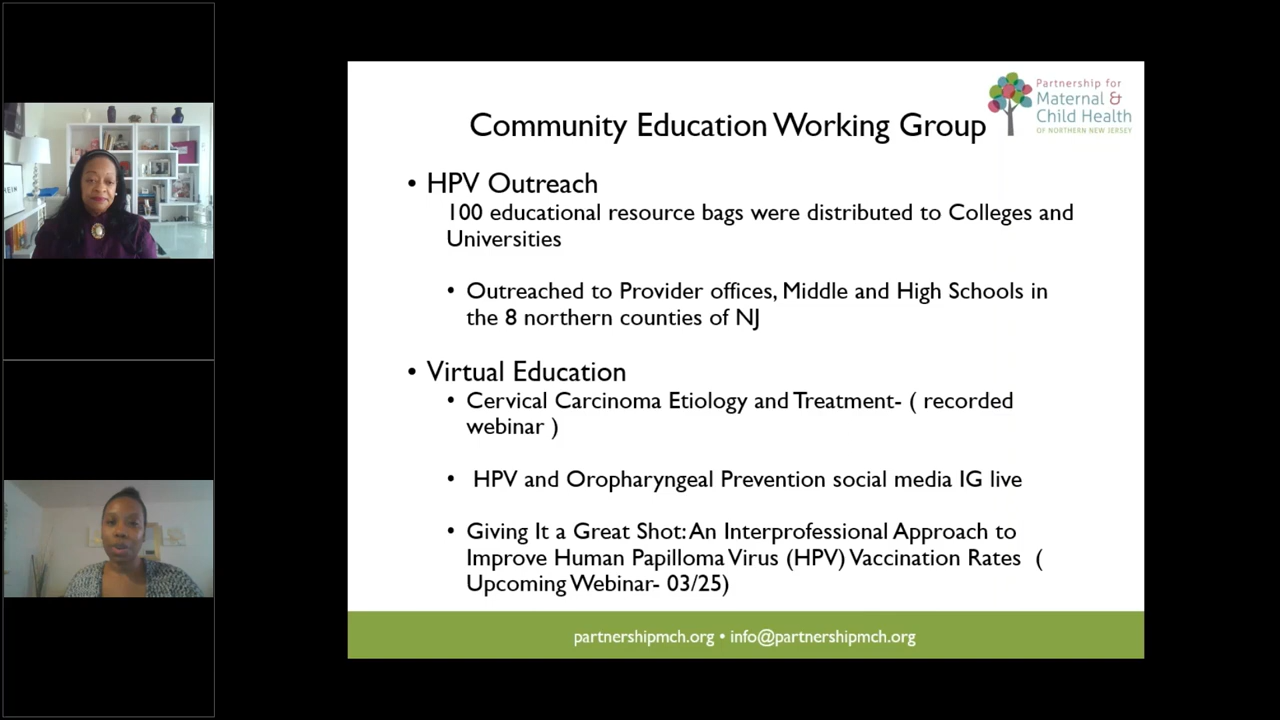 Partnership for
Maternal &
Child Health
OF NORTHERN NEW JERSEY
Community Education Working Group
• HPV Outreach
100 educational resource bags were distributed to Colleges and
Universities
• Outreached to Provider offices, Middle and High Schools in
the 8 northern counties of NJ
• Virtual Education
• Cervical Carcinoma Etiology and Treatment- ( recorded
webinar )
• HPV and Oropharyngeal Prevention social media IG live
• Giving It a Great Shot: An Interprofessional Approach to
Improve Human Papilloma Virus (HPV) Vaccination Rates (
Upcoming Webinar- 03/25)
partnershipmch.org • info@partnershipmch.org